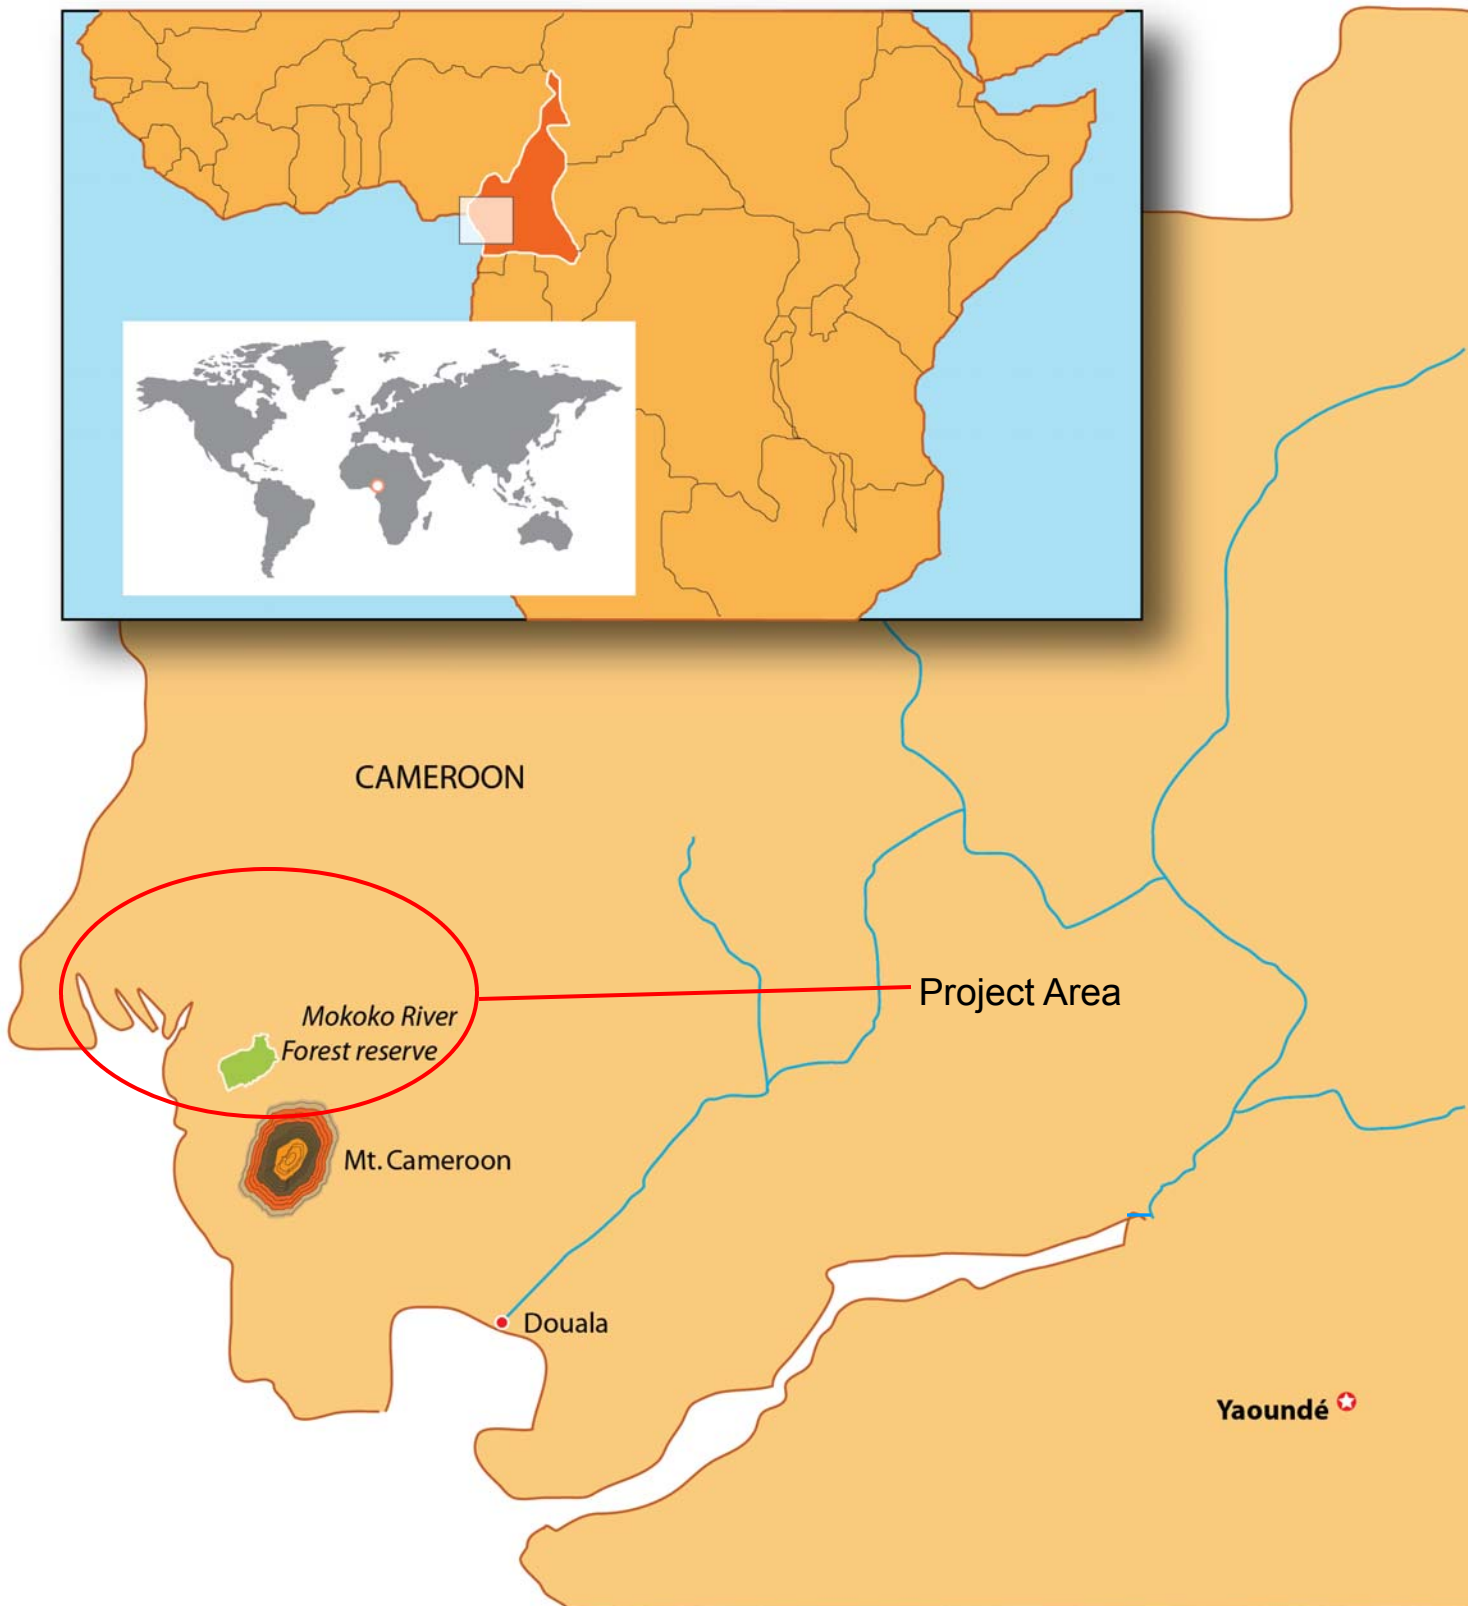 CAMEROON
Mokoko River
Forest reserve
Project Area
Mt. Cameroon
Douala
Yaoundé